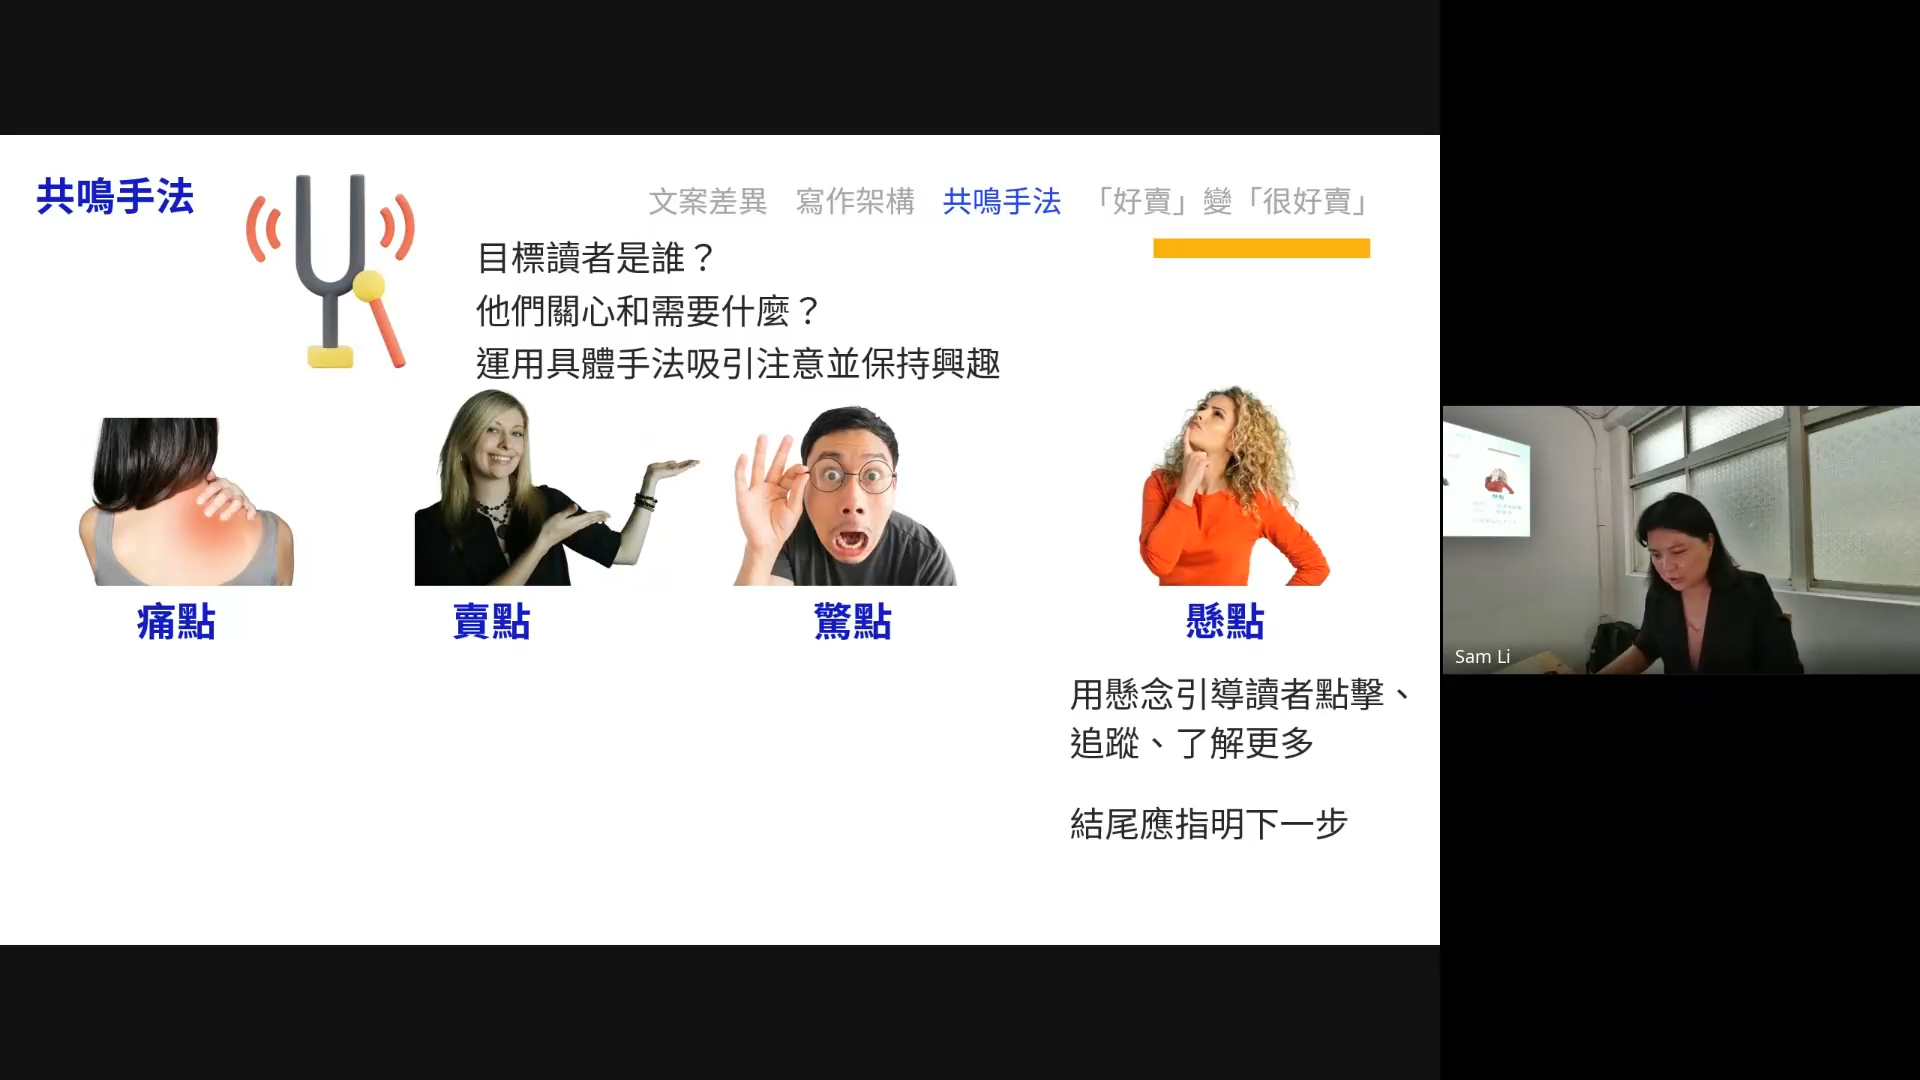 共鳴手法
文案差異 寫作架構 共鳴手法 「好賣」變「很好賣」
目標讀者是誰？
他們關心和需要什麼？
運用具體手法吸引注意並保持興趣
痛點
賣點
驚點
懸點
用懸念引導讀者點擊、
追蹤、了解更多
結尾應指明下一步
Sam Li